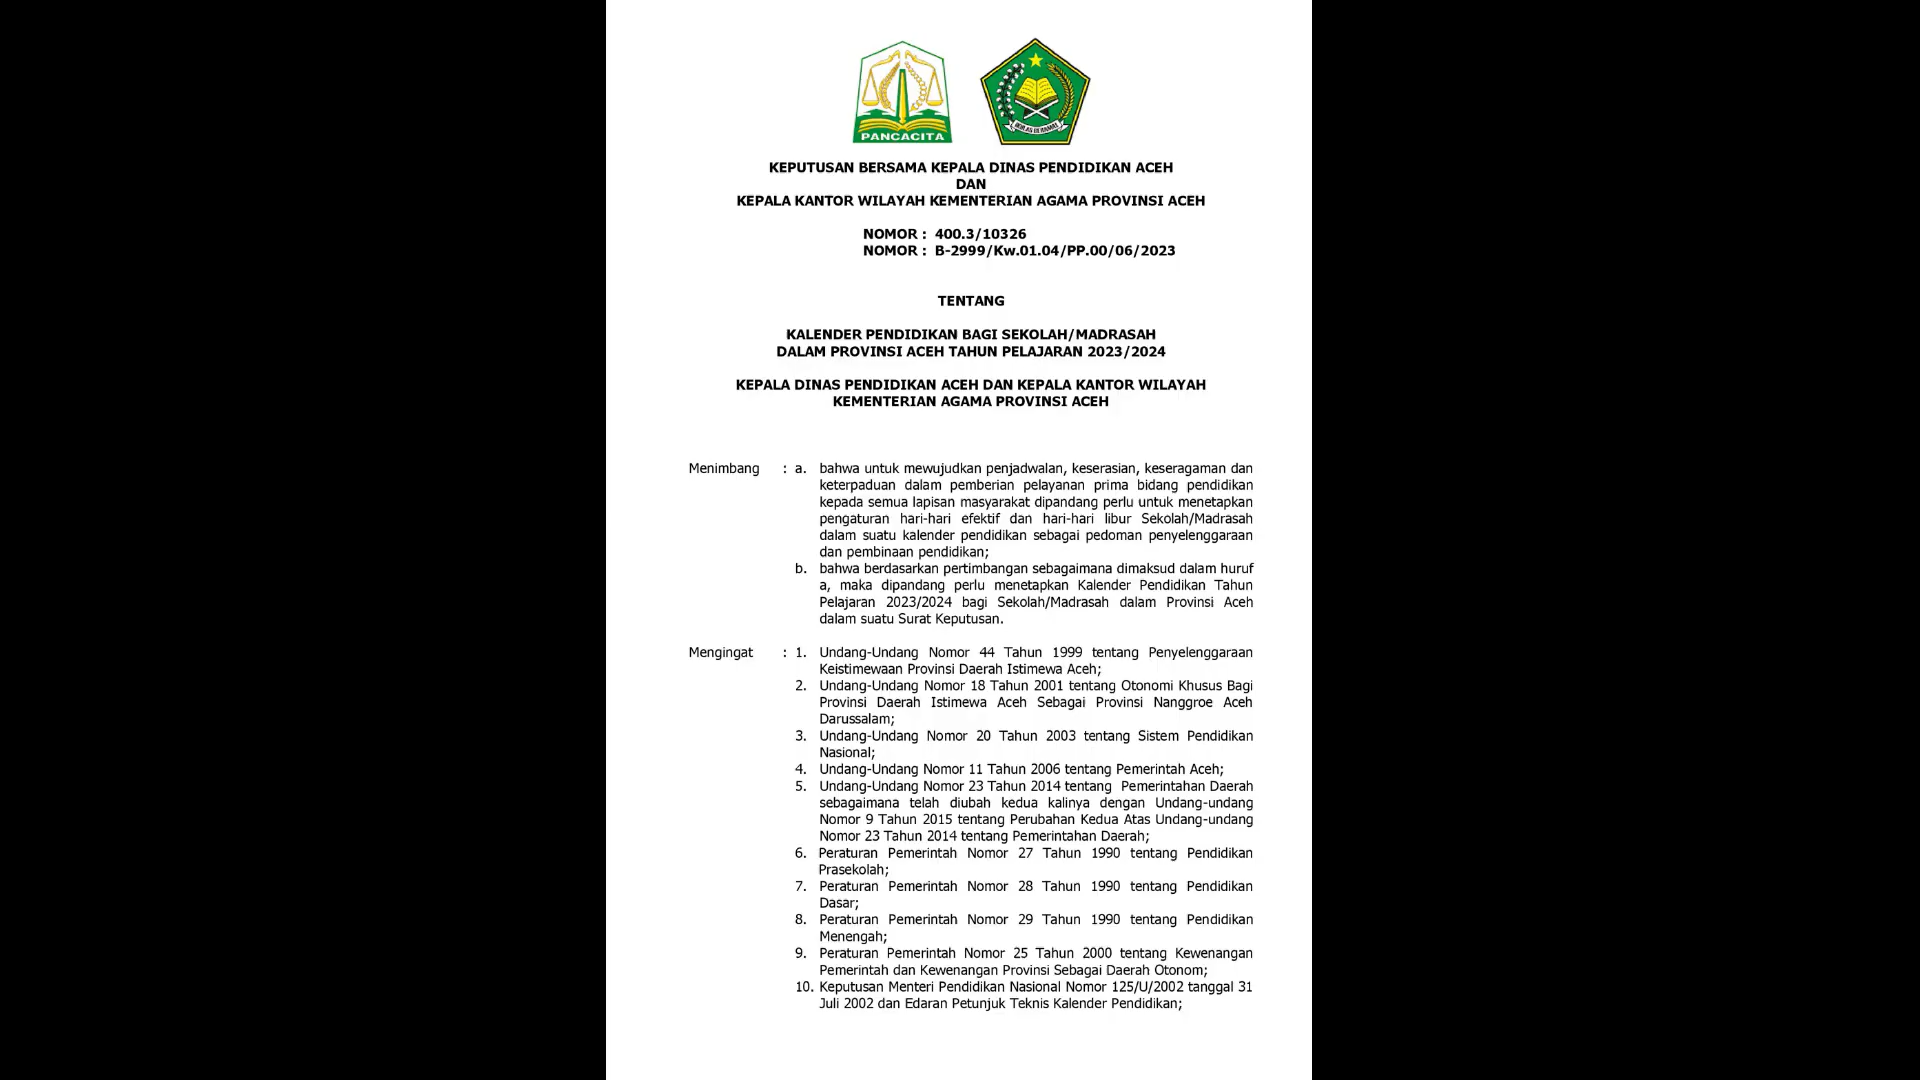 PANCACITA
IKHLAS BERAMAL
KEPUTUSAN BERSAMA KEPALA DINAS PENDIDIKAN ACEH
DAN
KEPALA KANTOR WILAYAH KEMENTERIAN AGAMA PROVINSI ACEH
NOMOR : 400.3/10326
NOMOR : B-2999/Kw.01.04/PP.00/06/2023
TENTANG
KALENDER PENDIDIKAN BAGI SEKOLAH/MADRASAH
DALAM PROVINSI ACEH TAHUN PELAJARAN 2023/2024
KEPALA DINAS PENDIDIKAN ACEH DAN KEPALA KANTOR WILAYAH
KEMENTERIAN AGAMA PROVINSI ACEH
Menimbang : a. bahwa untuk mewujudkan penjadwalan, keserasian, keseragaman dan
keterpaduan dalam pemberian pelayanan prima bidang pendidikan
kepada semua lapisan masyarakat dipandang perlu untuk menetapkan
pengaturan hari-hari efektif dan hari-hari libur Sekolah/Madrasah
dalam suatu kalender pendidikan sebagai pedoman penyelenggaraan
dan pembinaan pendidikan;
b. bahwa berdasarkan pertimbangan sebagaimana dimaksud dalam huruf
a, maka dipandang perlu menetapkan Kalender Pendidikan Tahun
Pelajaran 2023/2024 bagi Sekolah/Madrasah dalam Provinsi Aceh
dalam suatu Surat Keputusan.
Mengingat : 1. Undang-Undang Nomor 44 Tahun 1999 tentang Penyelenggaraan
Keistimewaan Provinsi Daerah Istimewa Aceh;
2. Undang-Undang Nomor 18 Tahun 2001 tentang Otonomi Khusus Bagi
Provinsi Daerah Istimewa Aceh Sebagai Provinsi Nanggroe Aceh
Darussalam;
3. Undang-Undang Nomor 20 Tahun 2003 tentang Sistem Pendidikan
Nasional;
4. Undang-Undang Nomor 11 Tahun 2006 tentang Pemerintah Aceh;
5. Undang-Undang Nomor 23 Tahun 2014 tentang Pemerintahan Daerah
sebagaimana telah diubah kedua kalinya dengan Undang-undang
Nomor 9 Tahun 2015 tentang Perubahan Kedua Atas Undang-undang
Nomor 23 Tahun 2014 tentang Pemerintahan Daerah;
6. Peraturan Pemerintah Nomor 27 Tahun 1990 tentang Pendidikan
Prasekolah;
7. Peraturan Pemerintah Nomor 28 Tahun 1990 tentang Pendidikan
Dasar;
8. Peraturan Pemerintah Nomor 29 Tahun 1990 tentang Pendidikan
Menengah;
9. Peraturan Pemerintah Nomor 25 Tahun 2000 tentang Kewenangan
Pemerintah dan Kewenangan Provinsi Sebagai Daerah Otonom;
10. Keputusan Menteri Pendidikan Nasional Nomor 125/U/2002 tanggal 31
Juli 2002 dan Edaran Petunjuk Teknis Kalender Pendidikan;